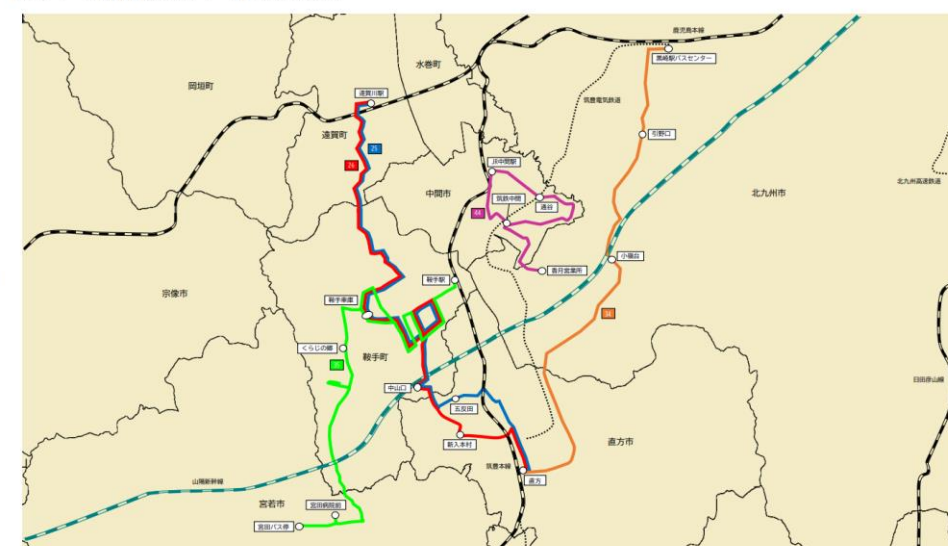 鹿児島本線
黒崎駅バスセンター
水巻町
岡垣町
遠賀川駅
筑豊電気鉄道
遠賀町
引野口
25
26
JR中間駅
中間市
北九州市
北九州高速鉄道
筑鉄中間
通谷
44
小嶺台
香月営業所
鞍手駅
宗像市
鞍手車庫
くらじの郷
鞍手町
中山口
日田彦山線
五反田
新入本村
直方市
筑豊本線
直方
山陽新幹線
宮若市
宮田病院前
宮田バス停